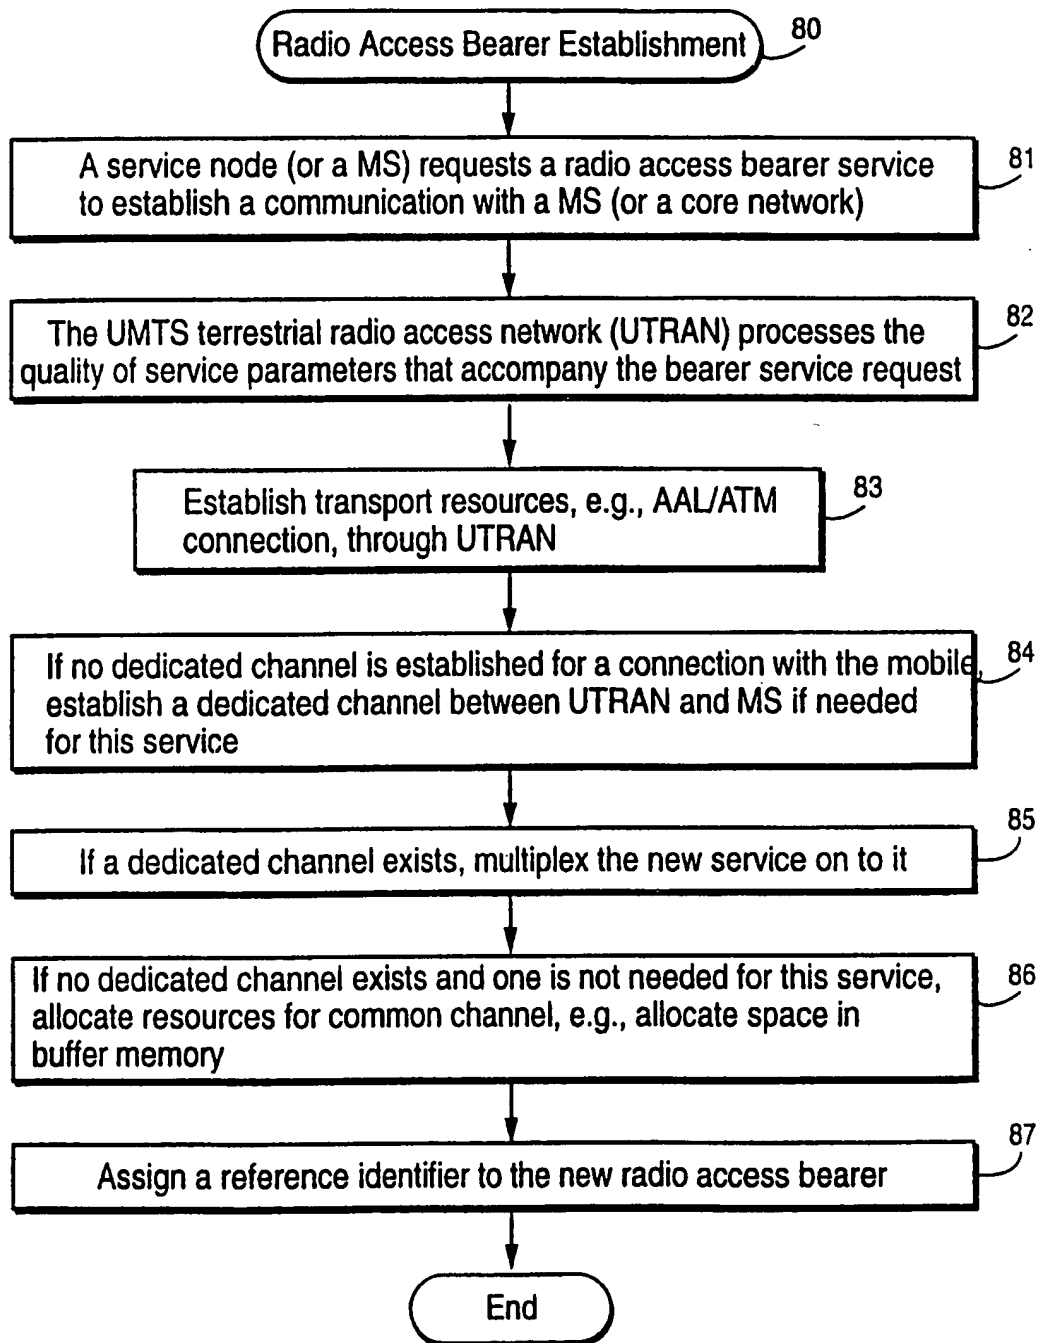 Radio Access Bearer Establishment
80
A service node (or a MS) requests a radio access bearer service
to establish a communication with a MS (or a core network)
81
The UMTS terrestrial radio access network (UTRAN) processes the
quality of service parameters that accompany the bearer service request
82
Establish transport resources, e.g., AAL/ATM
connection, through UTRAN
83
If no dedicated channel is established for a connection with the mobile,
establish a dedicated channel between UTRAN and MS if needed
for this service
84
If a dedicated channel exists, multiplex the new service on to it
85
If no dedicated channel exists and one is not needed for this service,
allocate resources for common channel, e.g., allocate space in
buffer memory
86
Assign a reference identifier to the new radio access bearer
87
End